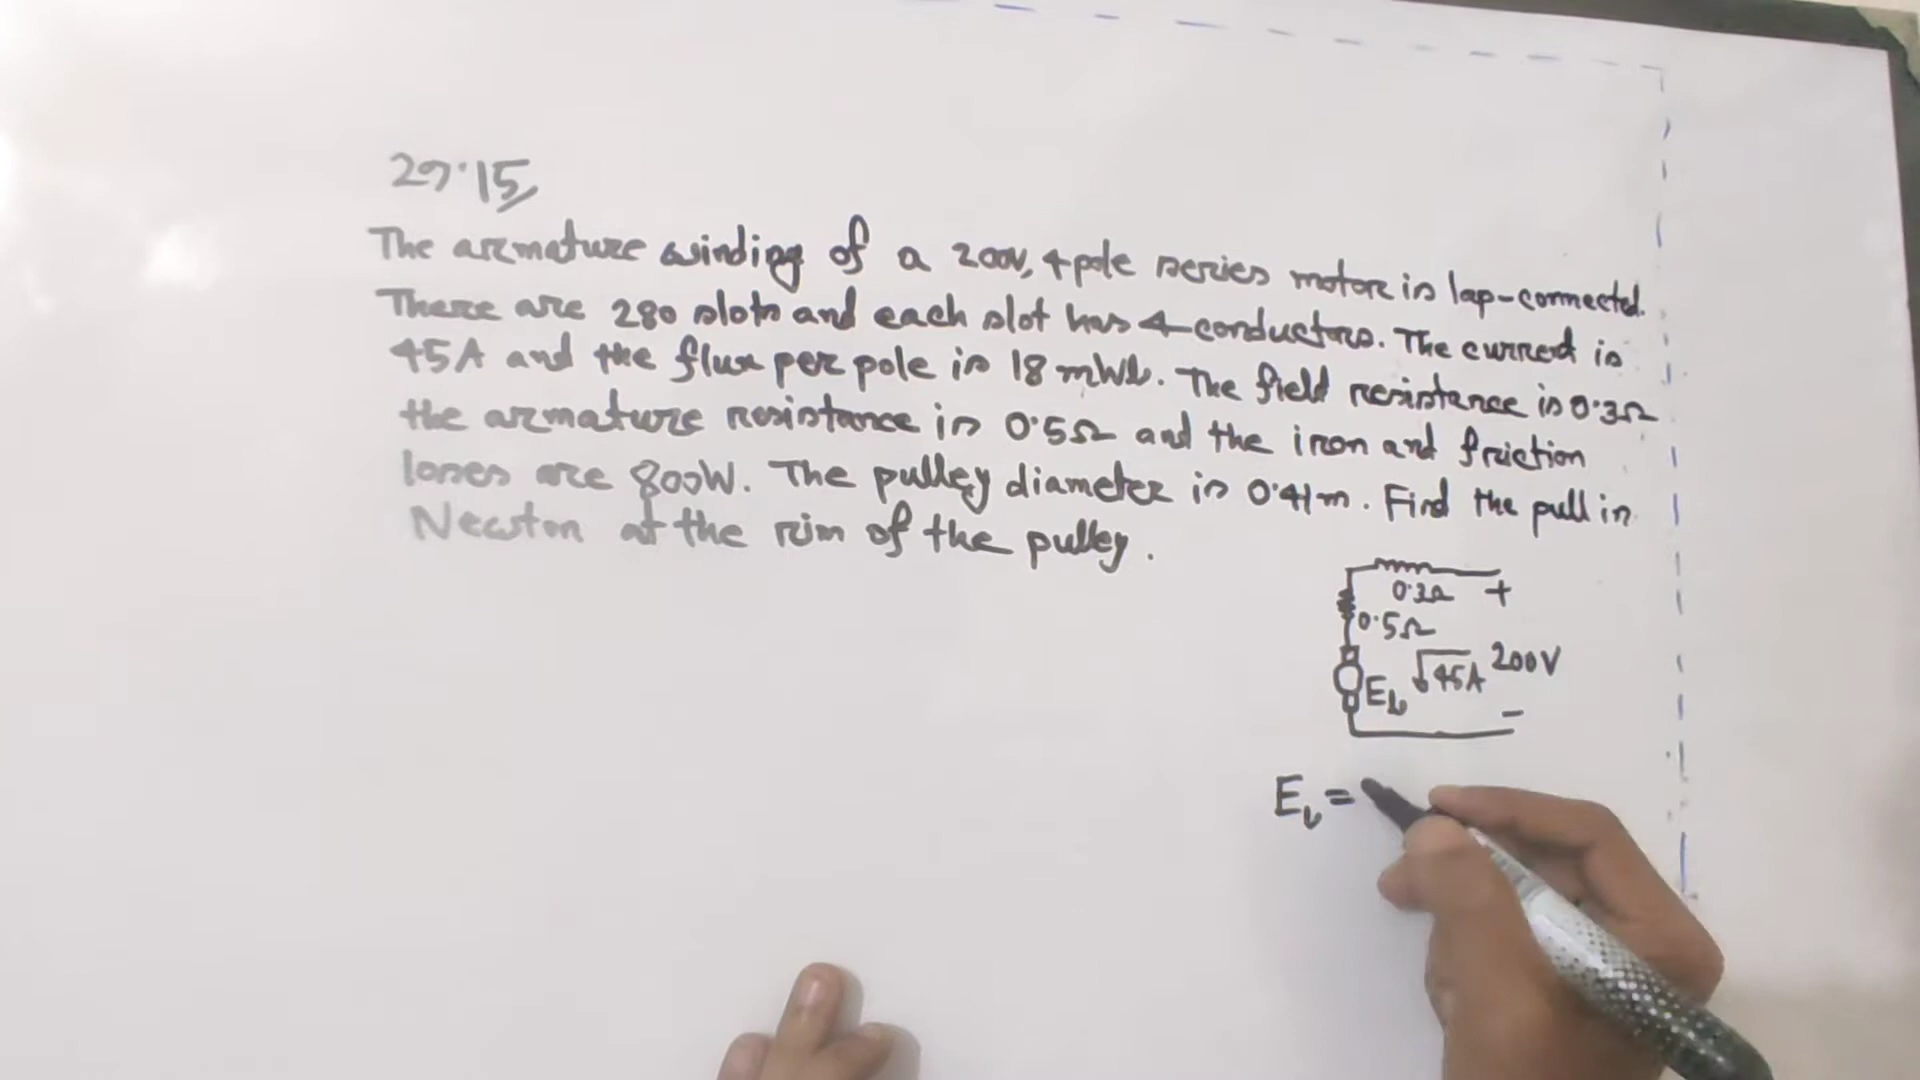 29.15
The armature winding of a 200V, 4 pole series motor is lap-connected.
There are 280 slots and each slot has 4 conductors. The current is
45A and the flux per pole is 18 mWb. The field resistance is 0.3Ω
the armature resistance is 0.5Ω and the iron and friction
losses are 800W. The pulley diameter is 0.41m. Find the pull in
Newton at the rim of the pulley.
0.3Ω +
0.5Ω
Eb 45A 200V
-
Eb =